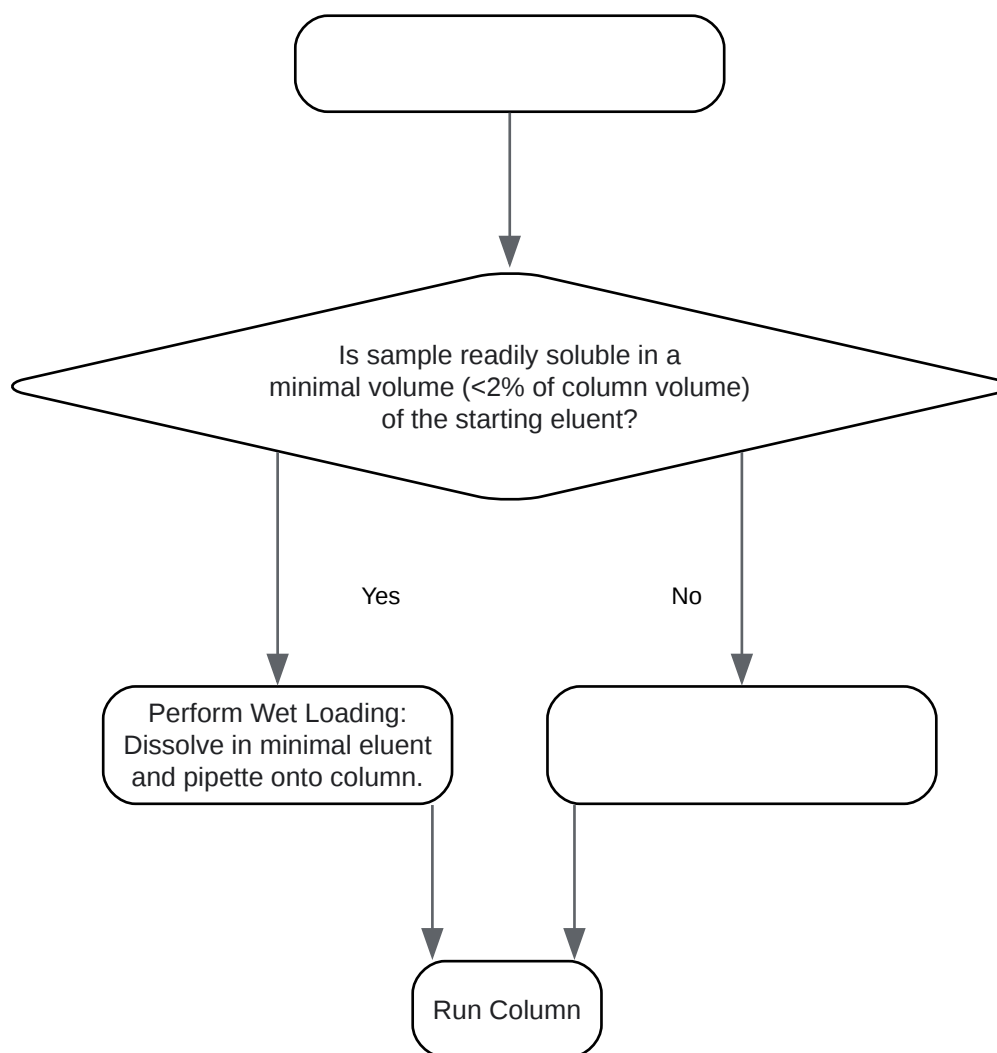 Is sample readily soluble in a
minimal volume (<2% of column volume)
of the starting eluent?
Yes
No
Perform Wet Loading:
Dissolve in minimal eluent
and pipette onto column.
Run Column